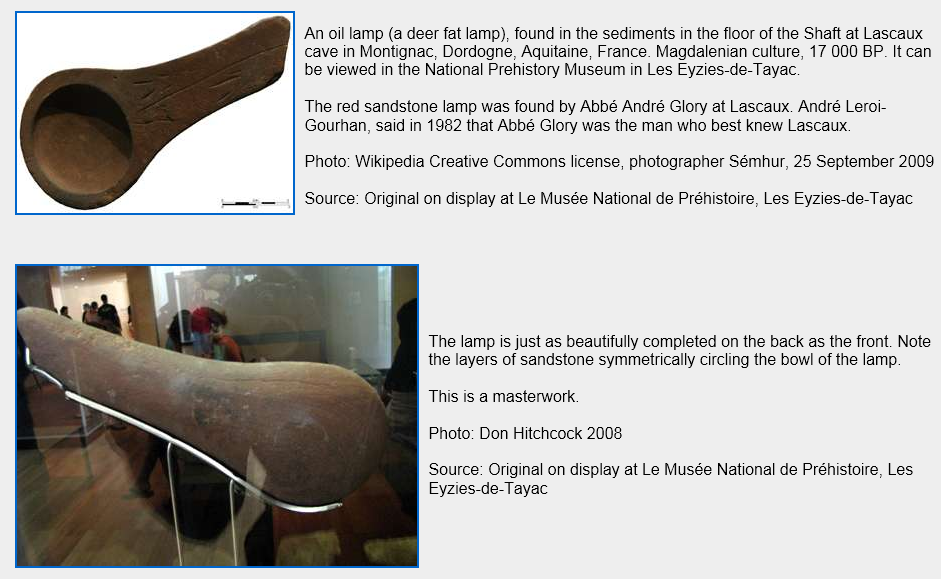 An oil lamp (a deer fat lamp), found in the sediments in the floor of the Shaft at Lascaux
cave in Montignac, Dordogne, Aquitaine, France. Magdalenian culture, 17 000 BP. It can
be viewed in the National Prehistory Museum in Les Eyzies-de-Tayac.
The red sandstone lamp was found by Abbé André Glory at Lascaux. André Leroi-
Gourhan, said in 1982 that Abbé Glory was the man who best knew Lascaux.
Photo: Wikipedia Creative Commons license, photographer Sémhur, 25 September 2009
Source: Original on display at Le Musée National de Préhistoire, Les Eyzies-de-Tayac
The lamp is just as beautifully completed on the back as the front. Note
the layers of sandstone symmetrically circling the bowl of the lamp.
This is a masterwork.
Photo: Don Hitchcock 2008
Source: Original on display at Le Musée National de Préhistoire, Les
Eyzies-de-Tayac